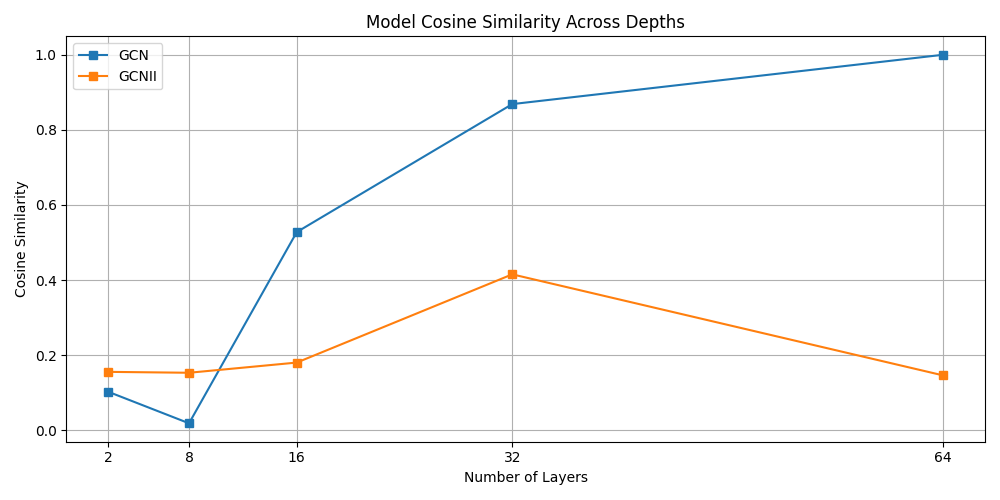 Model Cosine Similarity Across Depths
GCN
GCNII
1.0
0.8
0.6
0.4
0.2
0.0
Cosine Similarity
2 8 16 32 64
Number of Layers